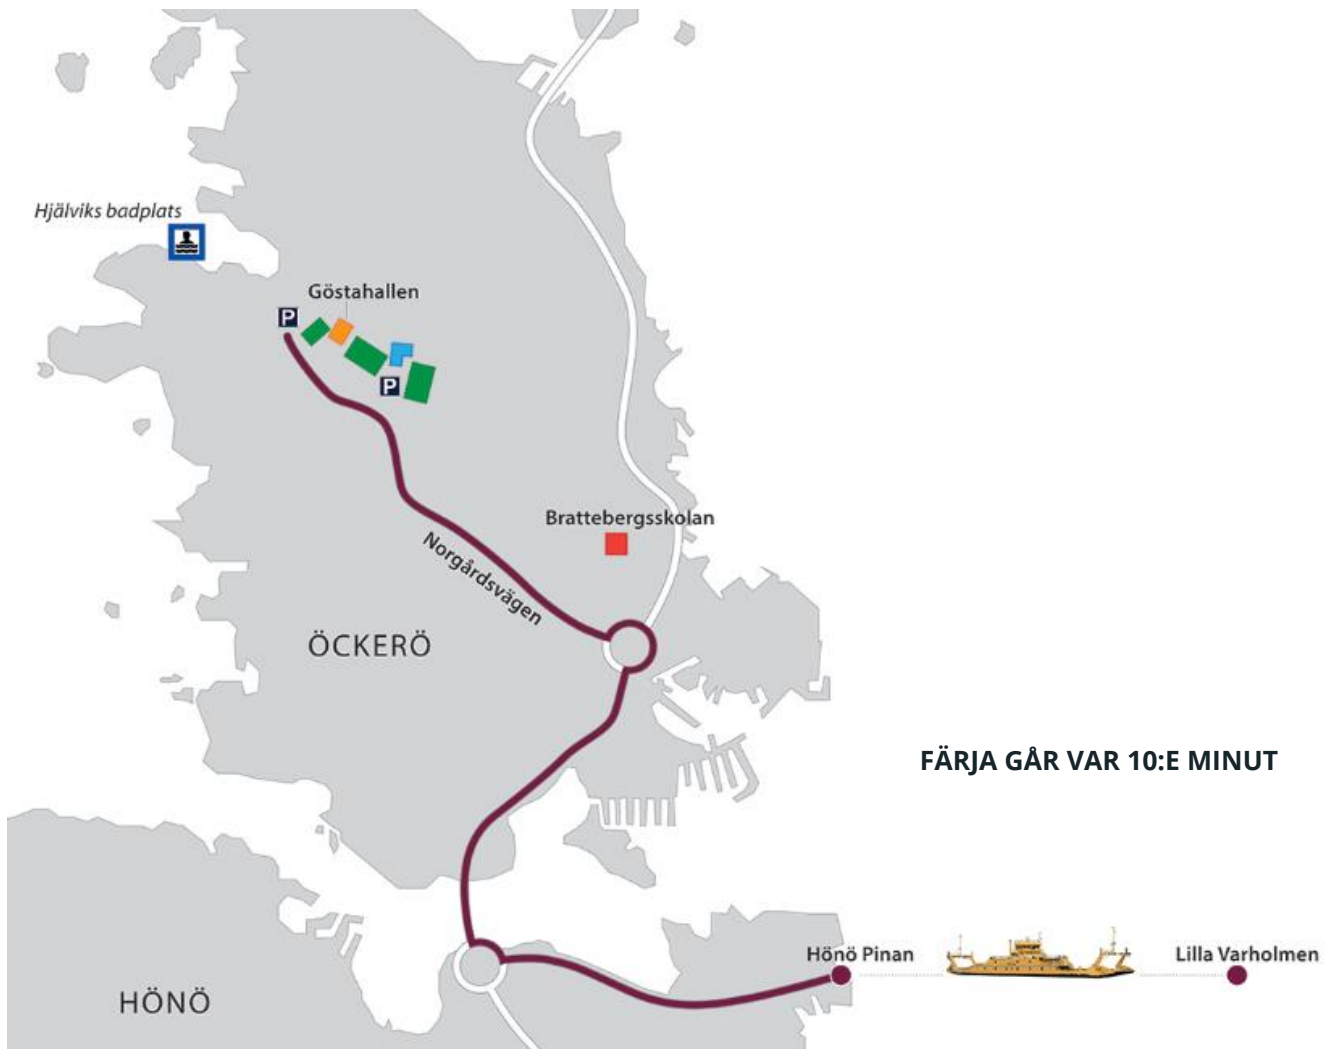 Hjälviks badplats
Göstahallen
P
P
Brattebergsskolan
Norgårdsvägen
ÖCKERÖ
FÄRJA GÅR VAR 10:E MINUT
Hönö Pinan
Lilla Varholmen
HÖNÖ